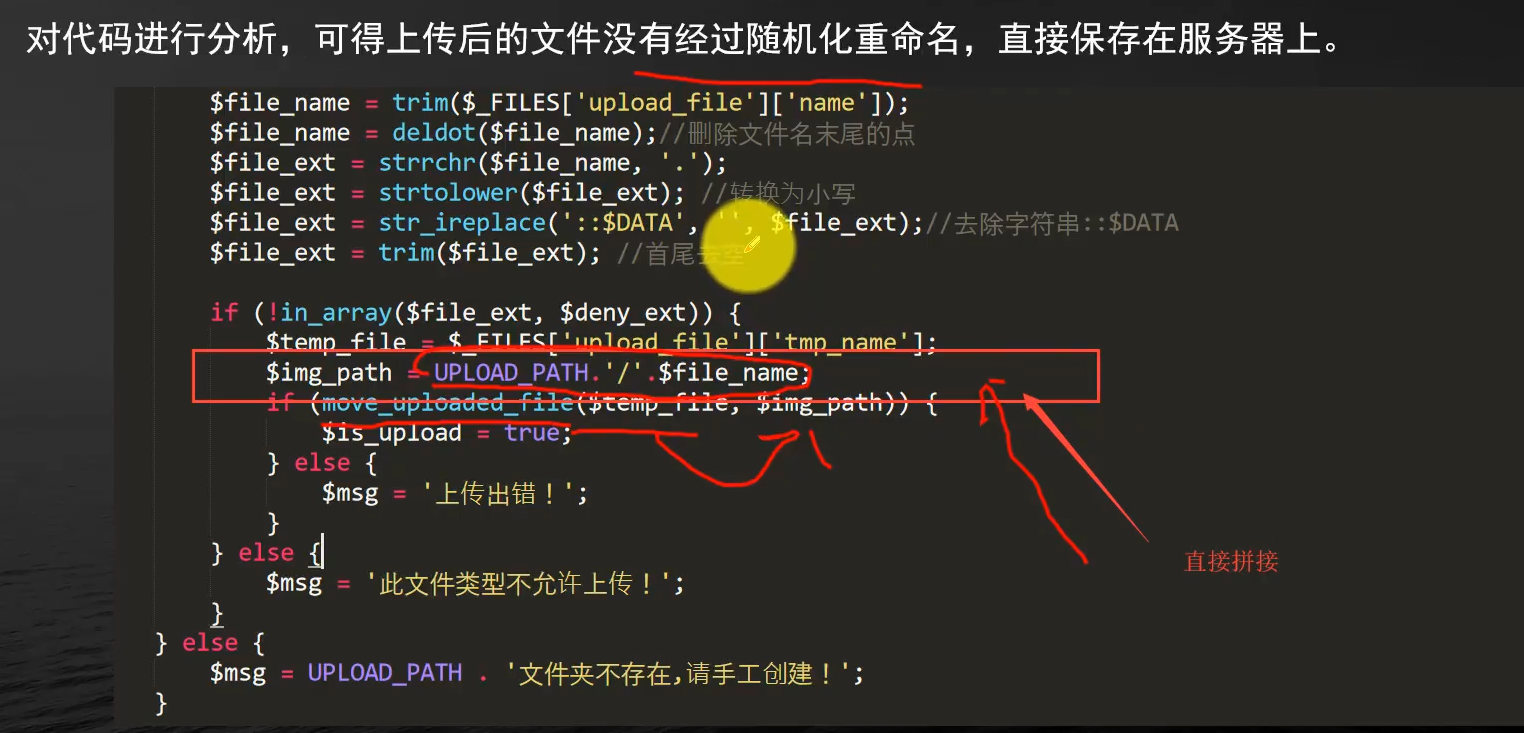 对代码进行分析，可得上传后的文件没有经过随机化重命名，直接保存在服务器上。
$file_name = trim($_FILES['upload_file']['name']);
$file_name = deldot($file_name);//删除文件名末尾的点
$file_ext = strrchr($file_name, '.');
$file_ext = strtolower($file_ext); //转换为小写
$file_ext = str_ireplace('::$DATA', '', $file_ext);//去除字符串::$DATA
$file_ext = trim($file_ext); //首尾去空
if (!in_array($file_ext, $deny_ext)) {
$temp_file = $_FILES['upload_file']['tmp_name'];
$img_path = UPLOAD_PATH.'/'.$file_name;
if (move_uploaded_file($temp_file, $img_path)) {
$is_upload = true;
} else {
$msg = '上传出错！';
}
} else {
$msg = '此文件类型不允许上传！';
}
} else {
$msg = UPLOAD_PATH . '文件夹不存在,请手工创建！';
}
直接拼接